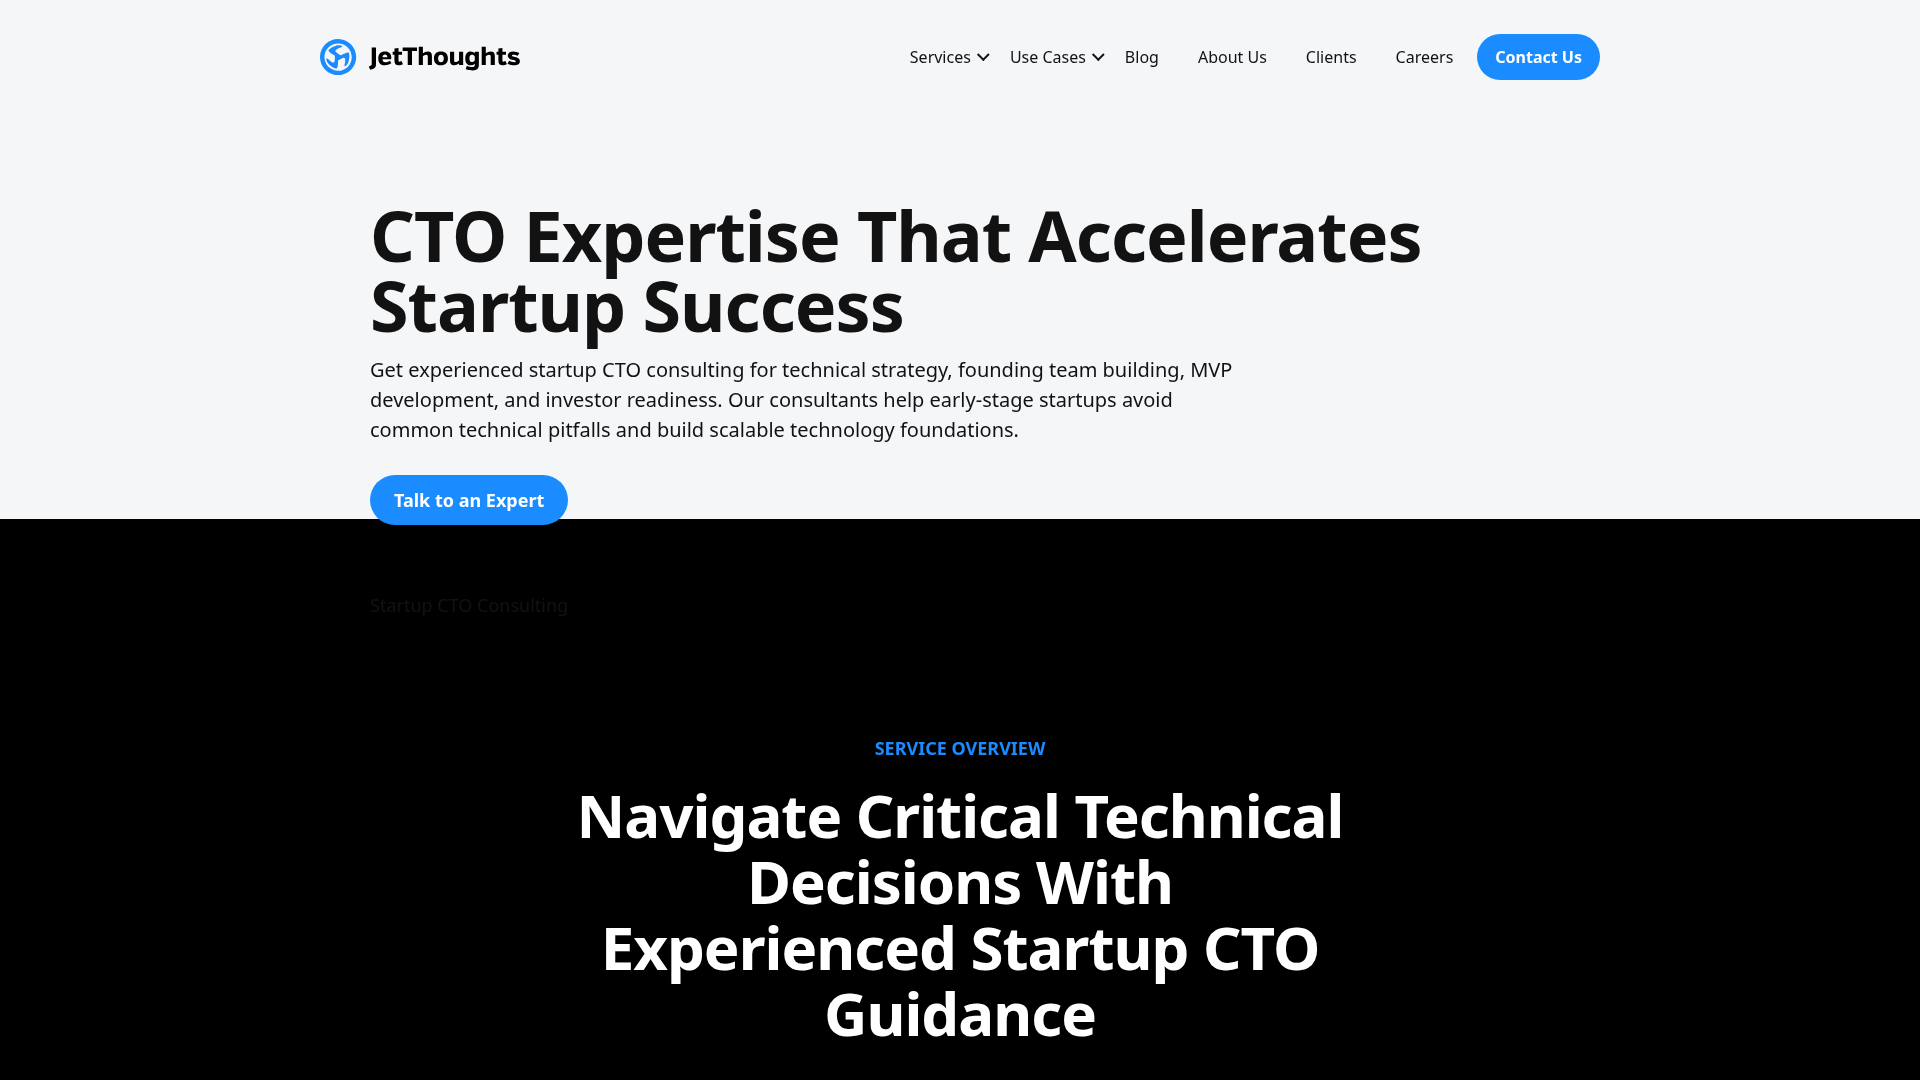 JetThoughts
Services
Use Cases
Blog
About Us
Clients
Careers
Contact Us
CTO Expertise That Accelerates
Startup Success
Get experienced startup CTO consulting for technical strategy, founding team building, MVP
development, and investor readiness. Our consultants help early-stage startups avoid
common technical pitfalls and build scalable technology foundations.
Talk to an Expert
Startup CTO Consulting
SERVICE OVERVIEW
Navigate Critical Technical
Decisions With
Experienced Startup CTO
Guidance